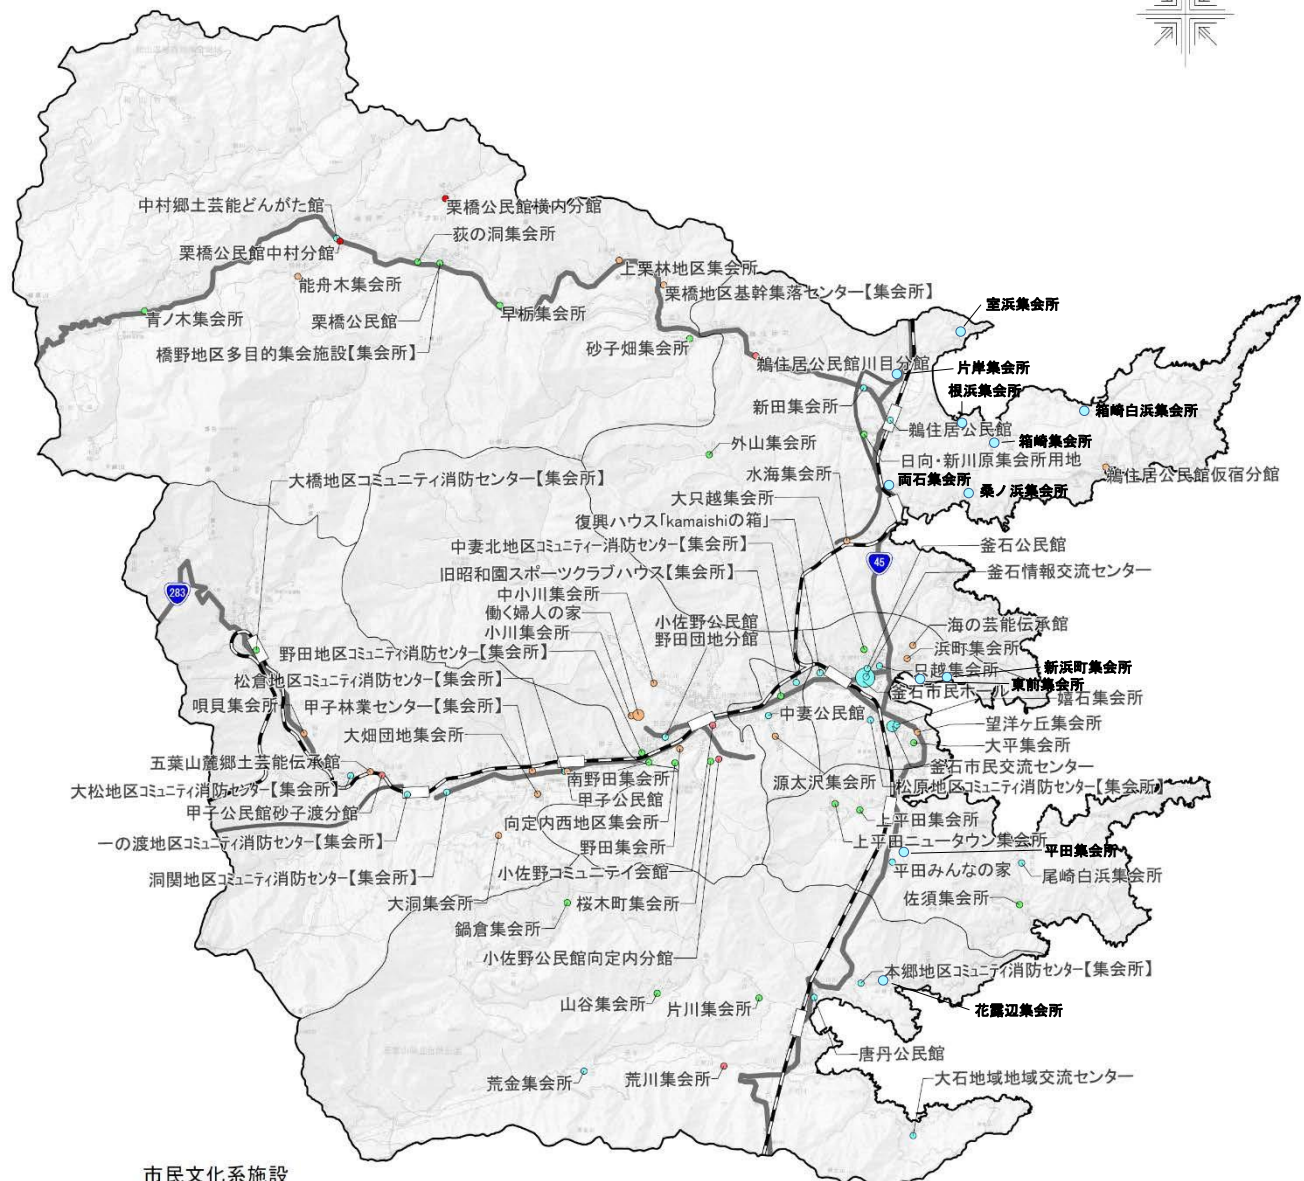 中村郷土芸能どんがた館
栗橋公民館横内分館
栗橋公民館中村分館
荻の洞集会所
能舟木集会所
上栗林地区集会所
栗橋地区基幹集落センター【集会所】
青ノ木集会所
栗橋公民館
早栃集会所
橋野地区多目的集会施設【集会所】
砂子畑集会所
鵜住居公民館川目分館
室浜集会所
片岸集会所
根浜集会所
新田集会所
箱崎白浜集会所
鵜住居公民館
箱崎集会所
外山集会所
日向・新川原集会所用地
鵜住居公民館仮宿分館
大橋地区コミュニティ消防センター【集会所】
水海集会所
両石集会所
桑ノ浜集会所
大只越集会所
復興ハウス「kamaishiの箱」
中妻北地区コミュニティー消防センター【集会所】
釜石公民館
45
旧昭和園スポーツクラブハウス【集会所】
釜石情報交流センター
283
中小川集会所
働く婦人の家
小佐野公民館
野田団地分館
海の芸能伝承館
小川集会所
浜町集会所
野田地区コミュニティ消防センター【集会所】
只越集会所
新浜町集会所
松倉地区コミュニティ消防センター【集会所】
東前集会所
釜石市民ホール
嬉石集会所
唄貝集会所
甲子林業センター【集会所】
中妻公民館
望洋ヶ丘集会所
大畑団地集会所
大平集会所
五葉山麓郷土芸能伝承館
南野田集会所
源太沢集会所
釜石市民交流センター
大松地区コミュニティ消防センター【集会所】
甲子公民館
松原地区コミュニティ消防センター【集会所】
甲子公民館砂子渡分館
向定内西地区集会所
上平田集会所
一の渡地区コミュニティ消防センター【集会所】
野田集会所
上平田ニュータウン集会所
平田集会所
洞関地区コミュニティ消防センター【集会所】
小佐野コミュニテイ会館
平田みんなの家
尾崎白浜集会所
大洞集会所
桜木町集会所
佐須集会所
鍋倉集会所
小佐野公民館向定内分館
本郷地区コミュニティ消防センター【集会所】
山谷集会所
片川集会所
花露辺集会所
唐丹公民館
荒金集会所
荒川集会所
大石地域地域交流センター
市民文化系施設